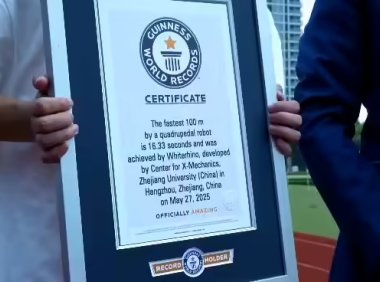 GUINNESS
WORLD RECORDS
CERTIFICATE
The fastest 100 m
by a quadrupedal robot
is 16.33 seconds and was
achieved by Whiterhino, developed
by Center for X-Mechanics,
Zhejiang University (China) in
Hangzhou, Zhejiang, China
on May 27, 2025
OFFICIALLY AMAZING
RECORD HOLDER